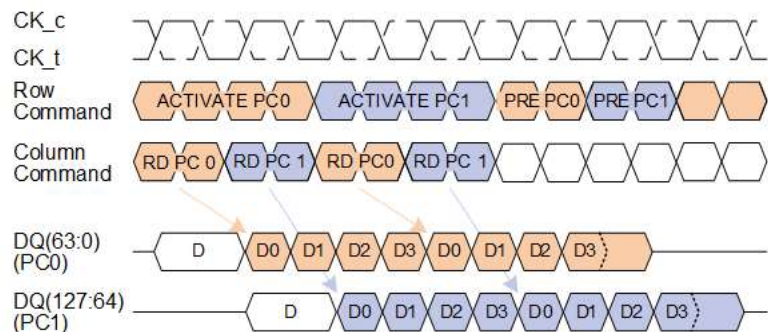 CK_c
CK_t
Row
Command
ACTIVATE PC0 ACTIVATE PC1 PRE PC0 PRE PC1
Column
Command
RD PC 0 RD PC 1 RD PC0 RD PC 1
DQ(63:0)
(PC0)
D D0 D1 D2 D3 D0 D1 D2 D3
DQ(127:64)
(PC1)
D D0 D1 D2 D3 D0 D1 D2 D3